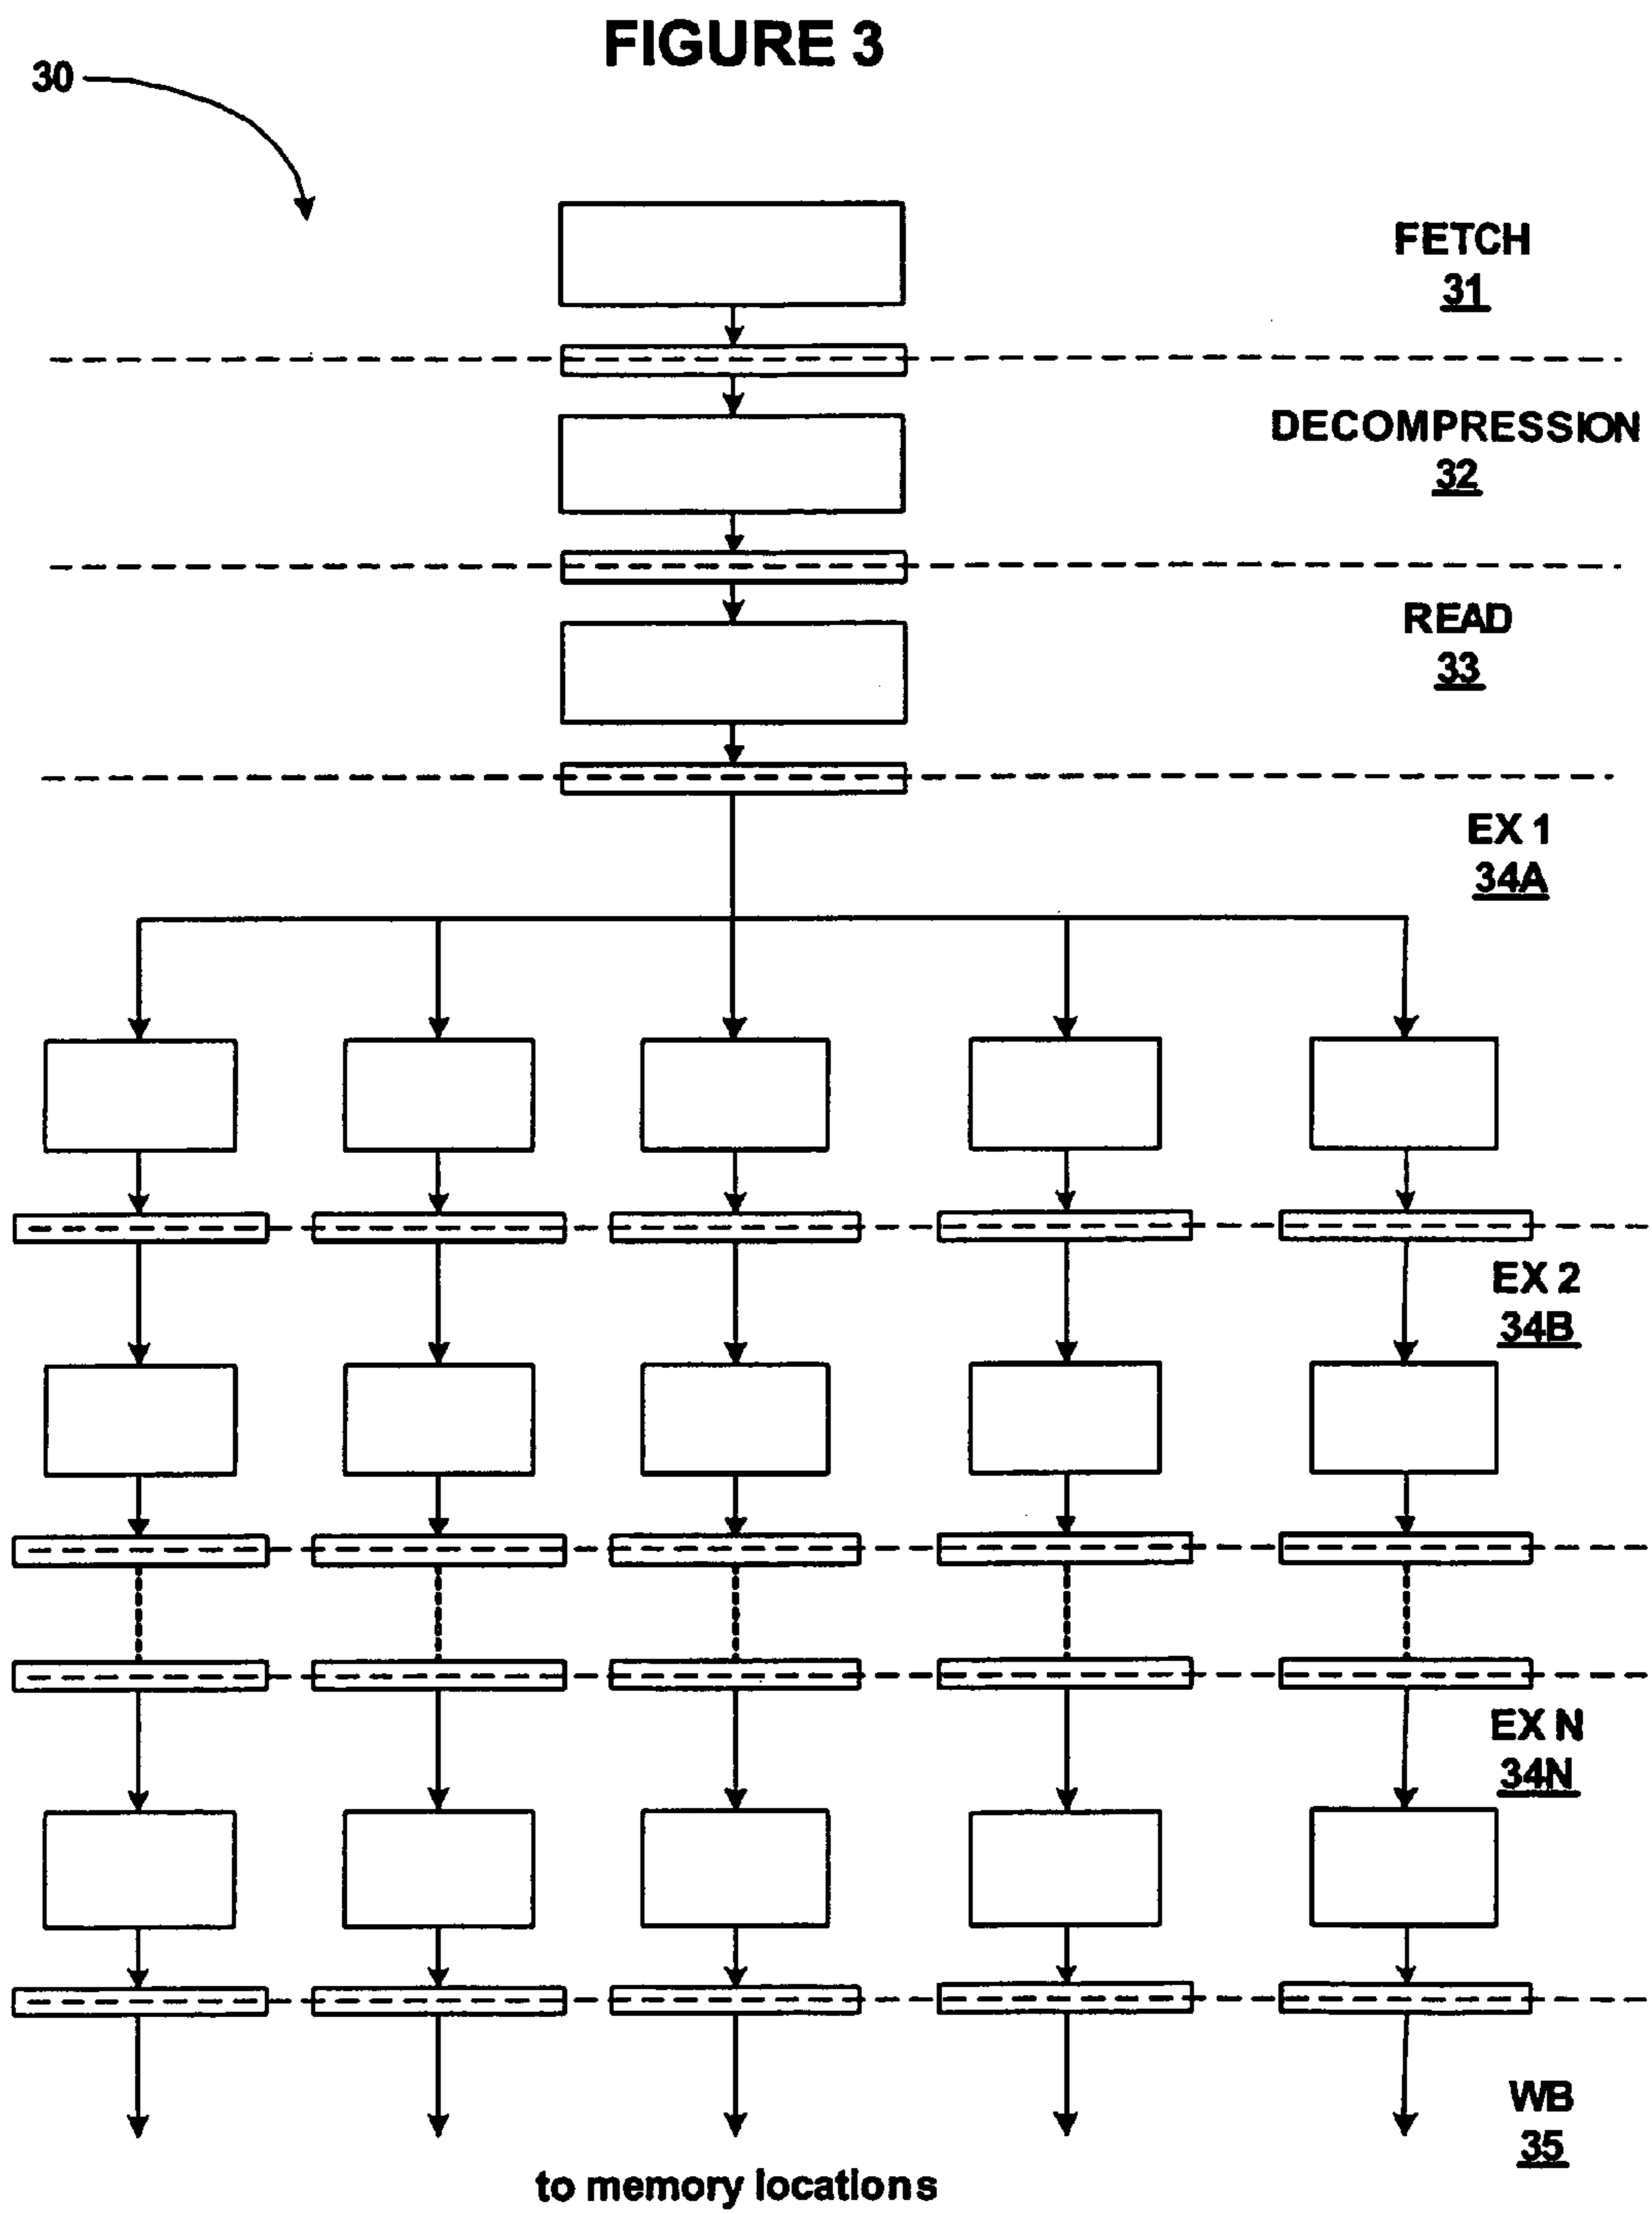 FIGURE 3
30
FETCH
31
DECOMPRESSION
32
READ
33
EX 1
34A
EX 2
34B
EX N
34N
WB
35
to memory locations